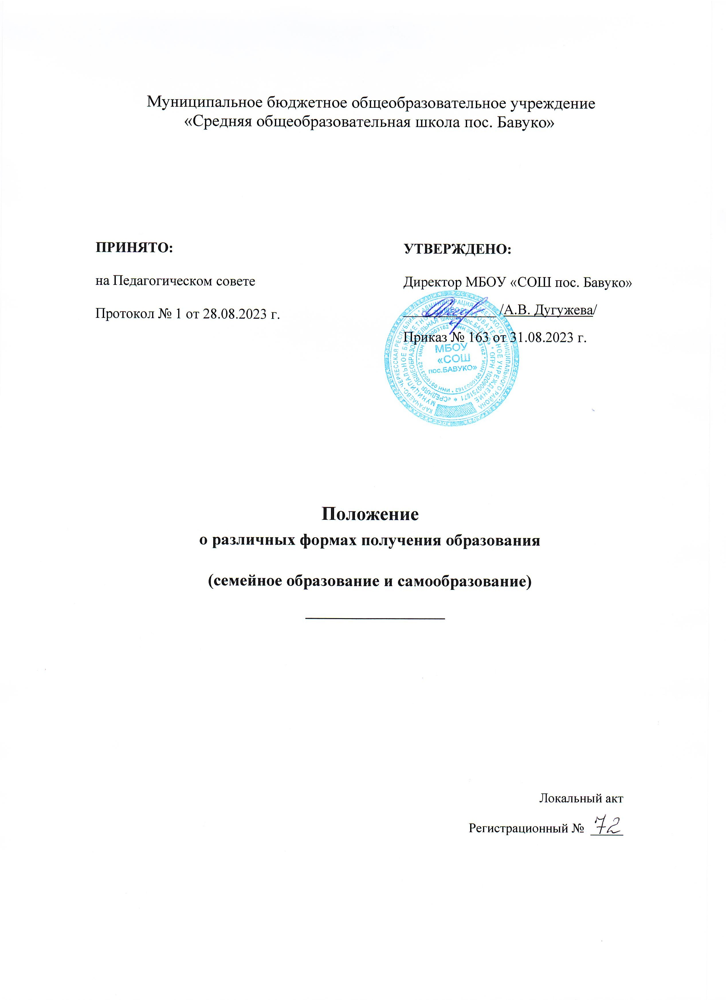 Муниципальное бюджетное общеобразовательное учреждение
«Средняя общеобразовательная школа пос. Бавуко»
ПРИНЯТО:
на Педагогическом совете
Протокол № 1 от 28.08.2023 г.
УТВЕРЖДЕНО:
Директор МБОУ «СОШ пос. Бавуко»
/А.В. Дугужева/
Приказ № 163 от 31.08.2023 г.
МБОУ
«СОШ
пос.БАВУКО»
Положение
о различных формах получения образования
(семейное образование и самообразование)
Локальный акт
Регистрационный № 72